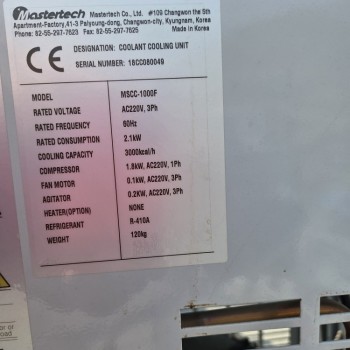 Mastertech Mastertech Co., Ltd. #109 Changwon the 5th
Apartment-Factory,41-3 Palyoung-dong, Changwon-city, Kyungnam, Korea
Phone: 82-55-297-7623 Fax: 82-55-297-7625 Made in Korea
CE
DESIGNATION: COOLANT COOLING UNIT
SERIAL NUMBER: 18CC080049
MODEL MSCC-1000F
RATED VOLTAGE AC220V, 3Ph
RATED FREQUENCY 60Hz
RATED CONSUMPTION 2.1kW
COOLING CAPACITY 3000kcal/h
COMPRESSOR 1.8kW, AC220V, 1Ph
FAN MOTOR 0.1kW, AC220V, 3Ph
AGITATOR 0.2KW, AC220V, 3Ph
HEATER(OPTION) NONE
REFRIGERANT R-410A
WEIGHT 120kg
or or